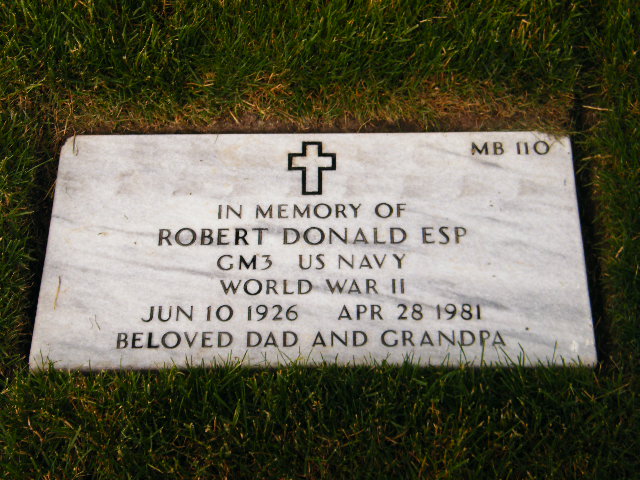 MB 110
IN MEMORY OF
ROBERT DONALD ESP
GM3 US NAVY
WORLD WAR II
JUN 10 1926 APR 28 1981
BELOVED DAD AND GRANDPA